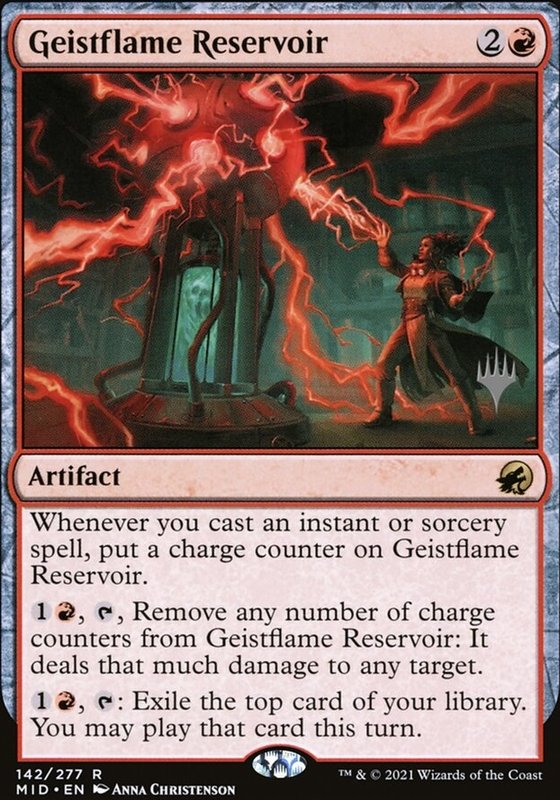 Geistflame Reservoir 2
Artifact
Whenever you cast an instant or sorcery
spell, put a charge counter on Geistflame
Reservoir.
1 , , Remove any number of charge
counters from Geistflame Reservoir: It
deals that much damage to any target.
1 , : Exile the top card of your library.
You may play that card this turn.
142/277 R
MID • EN Anna Christenson
™ & © 2021 Wizards of the Coast